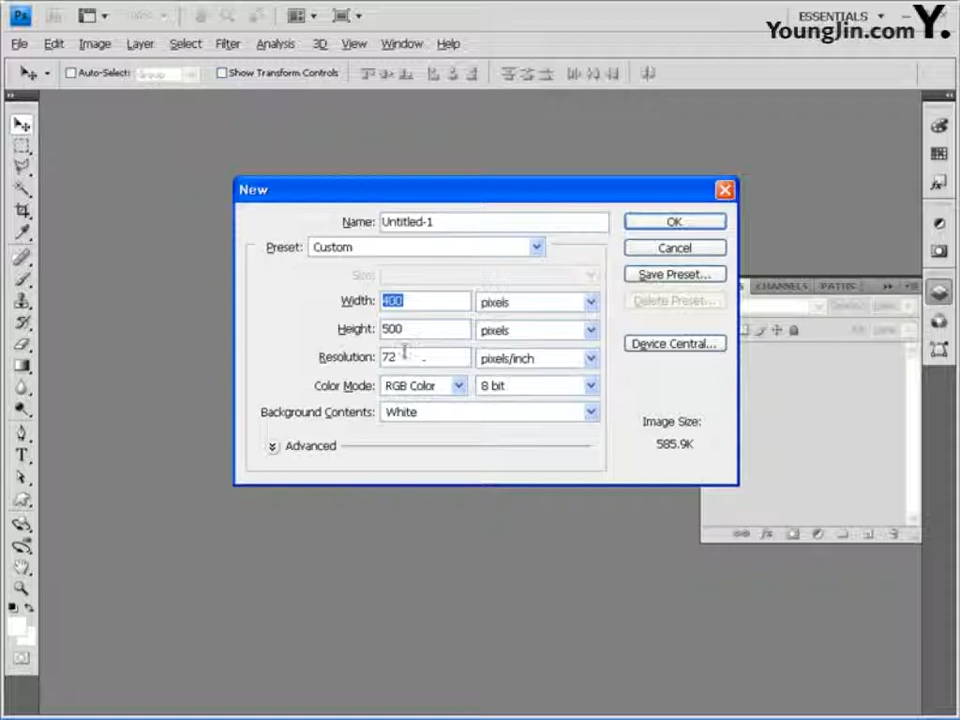 Ps
ESSENTIALS
YoungJin.com Y.
File Edit Image Layer Select Filter Analysis 3D View Window Help
Auto-Select: Group Show Transform Controls
New
Name: Untitled-1
OK
Preset: Custom
Cancel
Size:
Save Preset...
Width: 400 pixels
Delete Preset...
CHANNELS PATHS
Height: 500 pixels
Device Central...
Resolution: 72 pixels/inch
Color Mode: RGB Color 8 bit
Background Contents: White
Image Size:
585.9K
Advanced